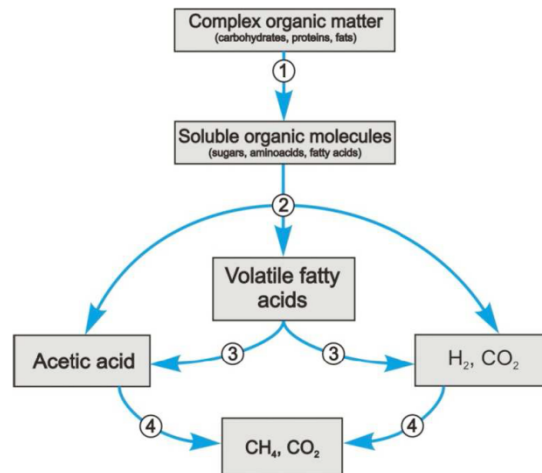 Complex organic matter
(carbohydrates, proteins, fats)
1
Soluble organic molecules
(sugars, aminoacids, fatty acids)
2
Volatile fatty
acids
3
3
Acetic acid
H₂, CO₂
4
4
CH₄, CO₂